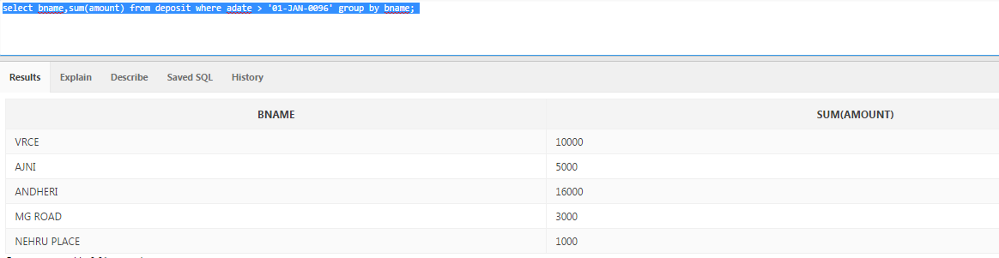 select bname,sum(amount) from deposit where adate > '01-JAN-0096' group by bname;
Results Explain Describe Saved SQL History
BNAME SUM(AMOUNT)
VRCE 10000
AJNI 5000
ANDHERI 16000
MG ROAD 3000
NEHRU PLACE 1000